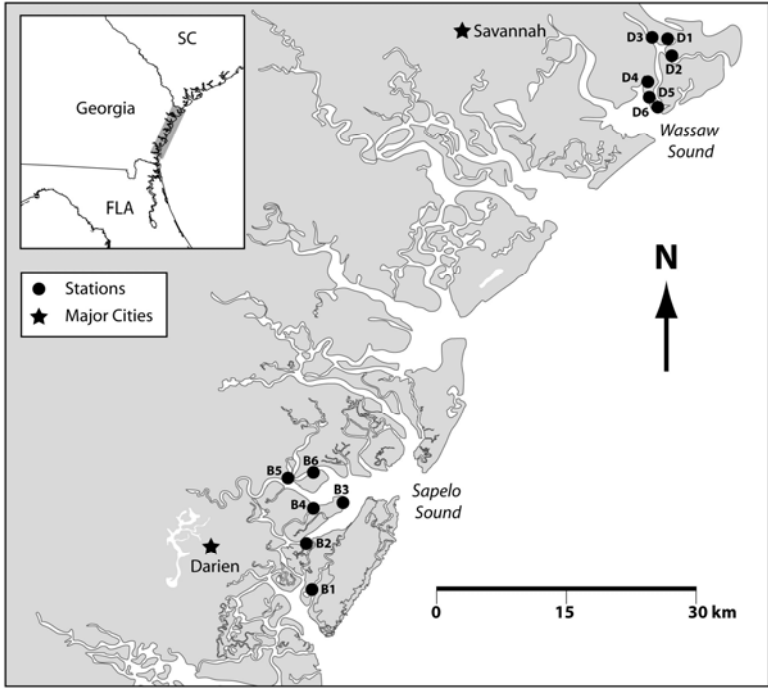 SC
Georgia
FLA
Stations
Major Cities
Savannah
D3
D1
D2
D4
D5
D6
Wassaw
Sound
N
B5
B6
B3
B4
Sapelo
Sound
B2
Darien
B1
0
15
30 km